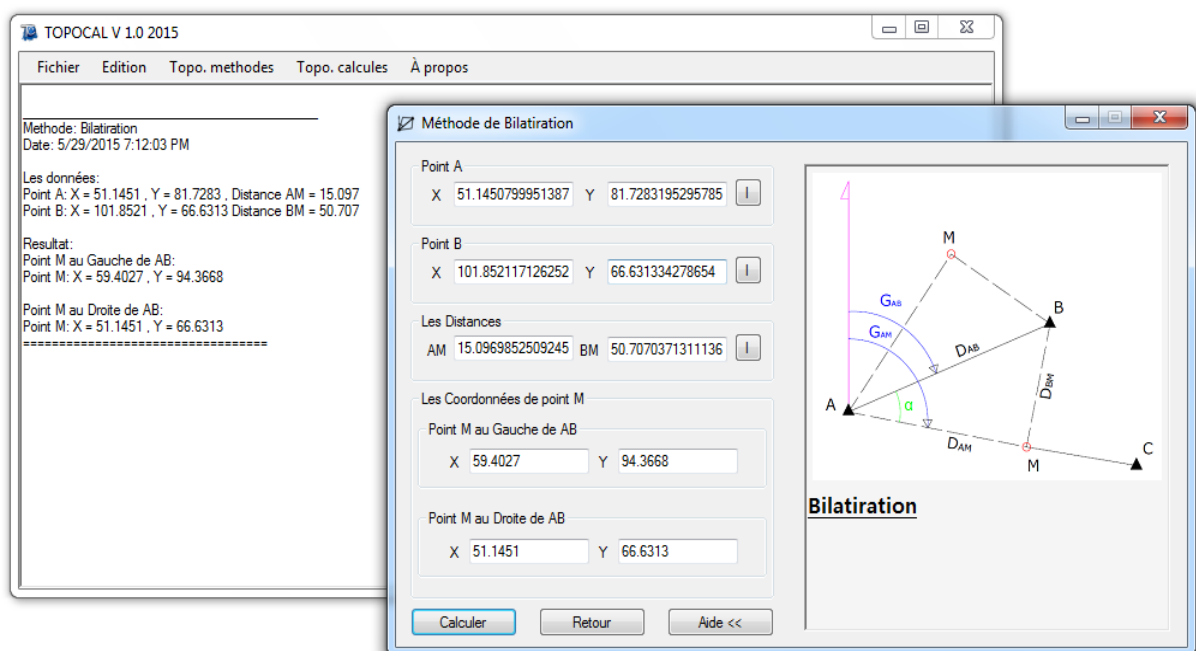 TOPOCAL V 1.0 2015
Fichier Edition Topo. methodes Topo. calcules À propos
Methode: Bilatiration
Date: 5/29/2015 7:12:03 PM
Les données:
Point A: X = 51.1451 , Y = 81.7283 , Distance AM = 15.097
Point B: X = 101.8521 , Y = 66.6313 Distance BM = 50.707
Resultat:
Point M au Gauche de AB:
Point M: X = 59.4027 , Y = 94.3668
Point M au Droite de AB:
Point M: X = 51.1451 , Y = 66.6313
==================================
Méthode de Bilatiration
Point A
X 51.1450799951387 Y 81.7283195295785 I
Point B
X 101.852117126252 Y 66.631334278654 I
Les Distances
AM 15.0969852509245 BM 50.7070371311136 I
Les Coordonnées de point M
Point M au Gauche de AB
X 59.4027 Y 94.3668
Point M au Droite de AB
X 51.1451 Y 66.6313
Calculer Retour Aide <<
M
B
GAB
GAM
DAB
DBM
A
α
DAM
M
C
Bilatiration